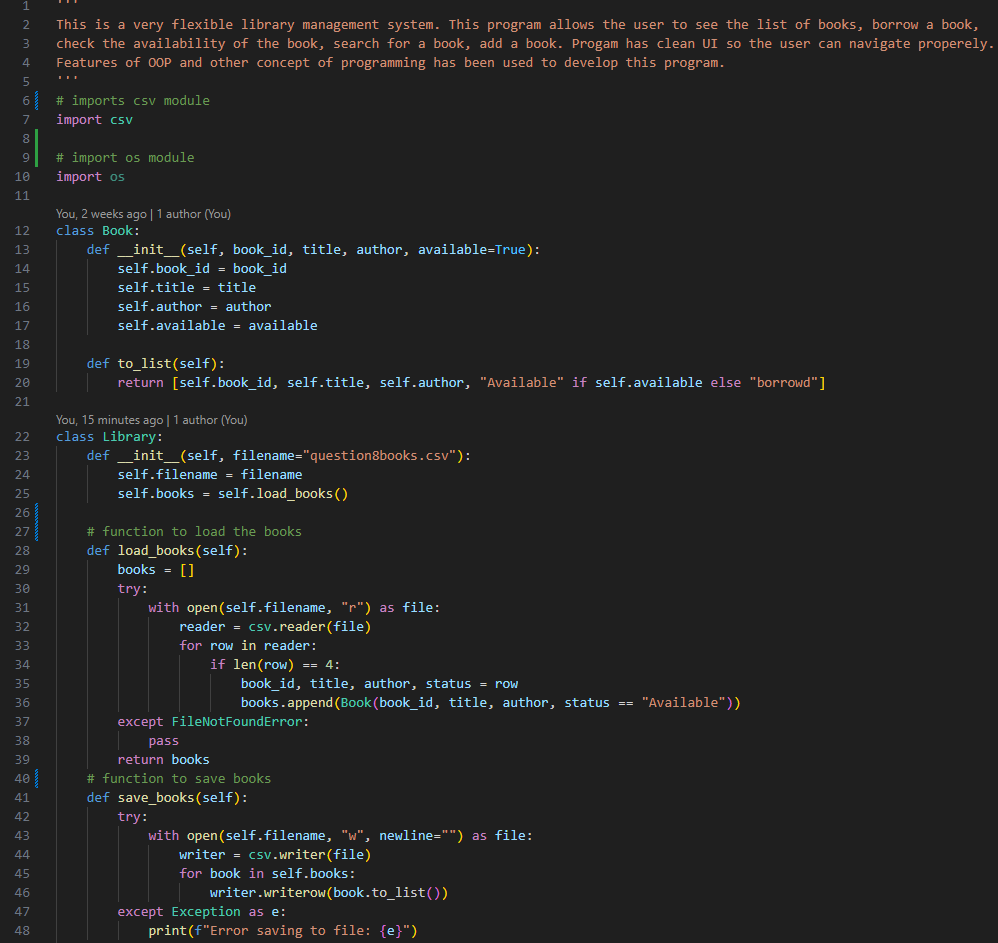 1 '''
2 This is a very flexible library management system. This program allows the user to see the list of books, borrow a book,
3 check the availability of the book, search for a book, add a book. Progam has clean UI so the user can navigate properely.
4 Features of OOP and other concept of programming has been used to develop this program.
5 '''
6 # imports csv module
7 import csv
8
9 # import os module
10 import os
11
You, 2 weeks ago | 1 author (You)
12 class Book:
13     def __init__(self, book_id, title, author, available=True):
14         self.book_id = book_id
15         self.title = title
16         self.author = author
17         self.available = available
18
19     def to_list(self):
20         return [self.book_id, self.title, self.author, "Available" if self.available else "borrowd"]
21
You, 15 minutes ago | 1 author (You)
22 class Library:
23     def __init__(self, filename="question8books.csv"):
24         self.filename = filename
25         self.books = self.load_books()
26
27     # function to load the books
28     def load_books(self):
29         books = []
30         try:
31             with open(self.filename, "r") as file:
32                 reader = csv.reader(file)
33                 for row in reader:
34                     if len(row) == 4:
35                         book_id, title, author, status = row
36                         books.append(Book(book_id, title, author, status == "Available"))
37         except FileNotFoundError:
38             pass
39         return books
40     # function to save books
41     def save_books(self):
42         try:
43             with open(self.filename, "w", newline="") as file:
44                 writer = csv.writer(file)
45                 for book in self.books:
46                     writer.writerow(book.to_list())
47         except Exception as e:
48             print(f"Error saving to file: {e}")